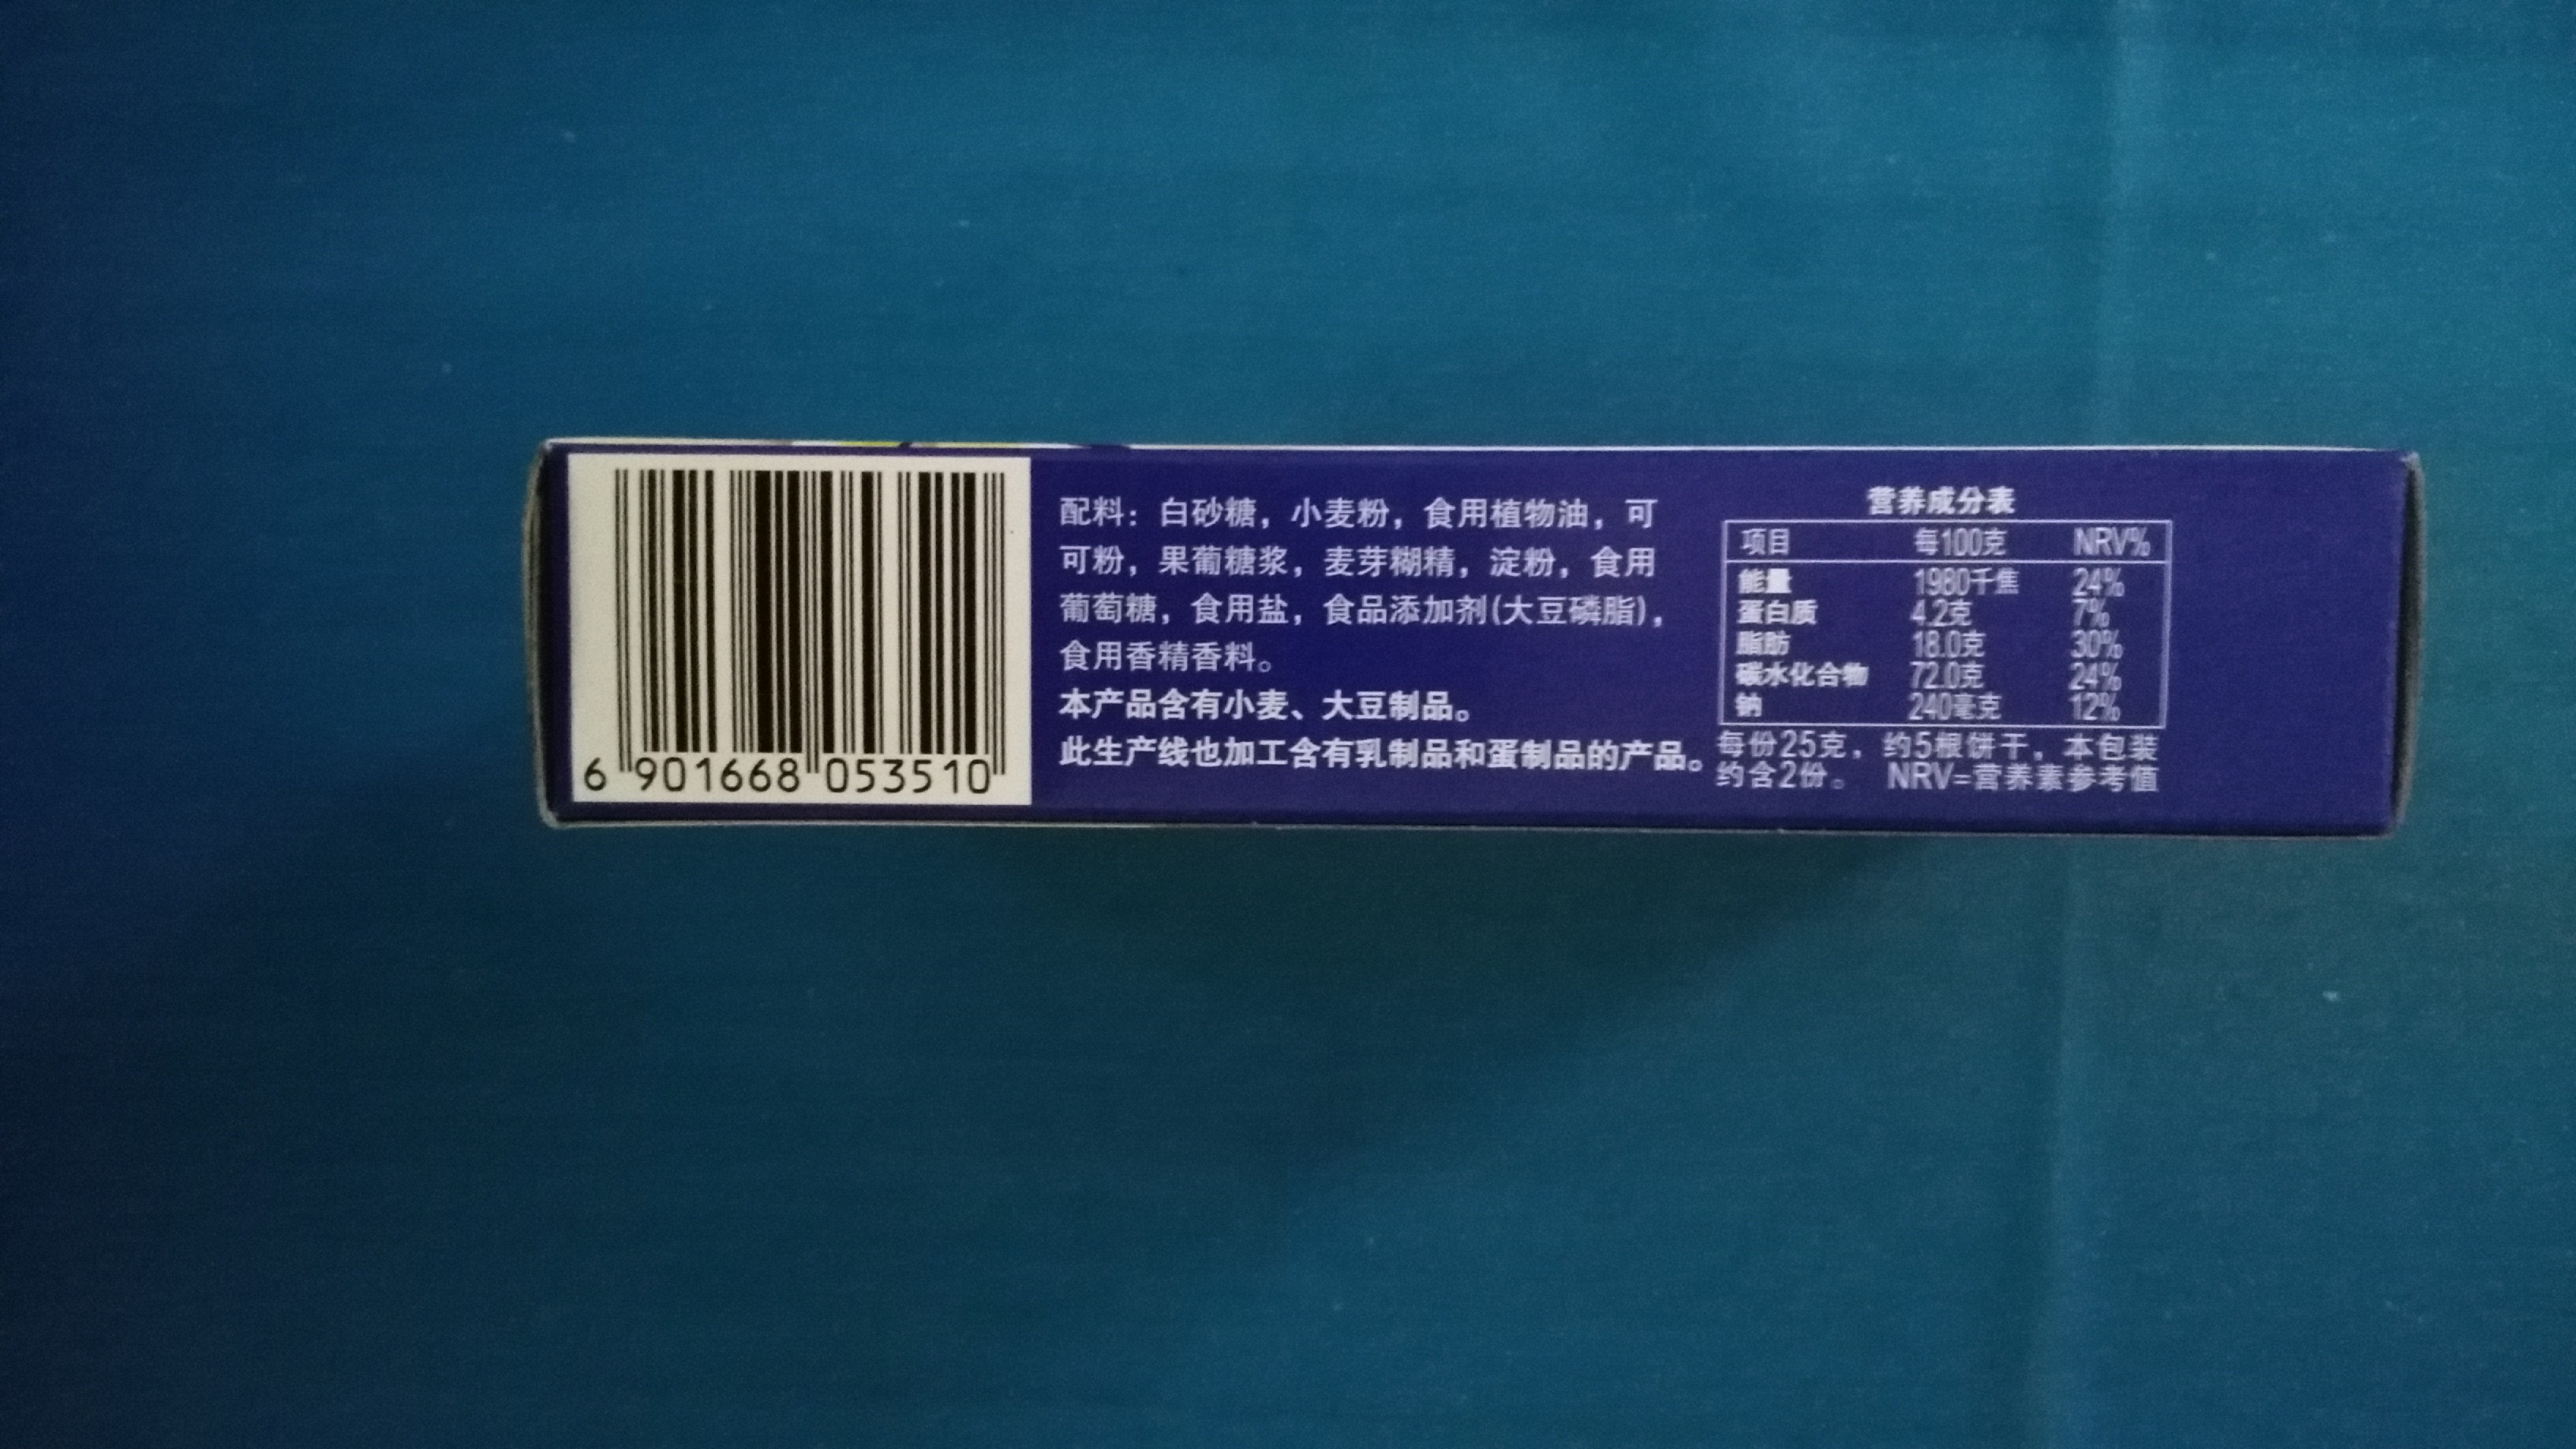 6 901668 053510
配料：白砂糖，小麦粉，食用植物油，可
可粉，果葡糖浆，麦芽糊精，淀粉，食用
葡萄糖，食用盐，食品添加剂(大豆磷脂)，
食用香精香料。
本产品含有小麦、大豆制品。
此生产线也加工含有乳制品和蛋制品的产品。
营养成分表
项目 每100克 NRV%
能量 1980千焦 24%
蛋白质 4.2克 7%
脂肪 18.0克 30%
碳水化合物 72.0克 24%
钠 240毫克 12%
每份25克，约5根饼干，本包装
约含2份。 NRV=营养素参考值